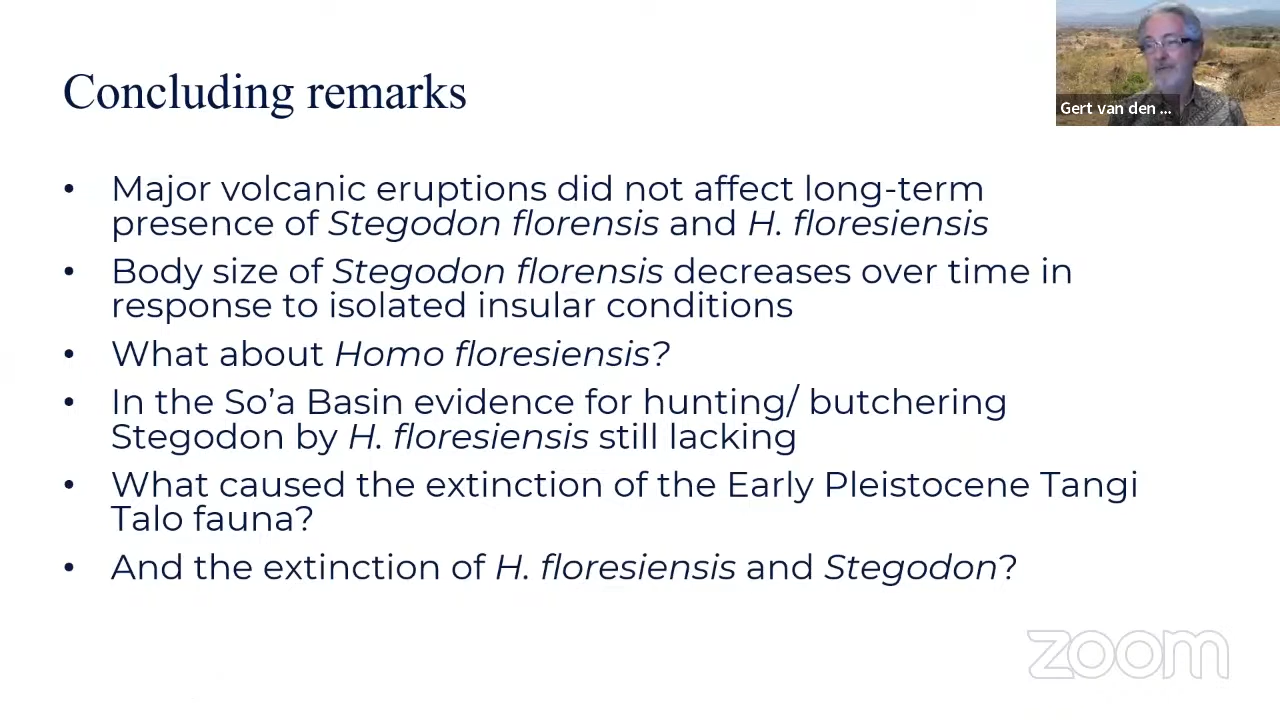 Concluding remarks
Gert van den ...
• Major volcanic eruptions did not affect long-term
presence of Stegodon florensis and H. floresiensis
• Body size of Stegodon florensis decreases over time in
response to isolated insular conditions
• What about Homo floresiensis?
• In the So’a Basin evidence for hunting/ butchering
Stegodon by H. floresiensis still lacking
• What caused the extinction of the Early Pleistocene Tangi
Talo fauna?
• And the extinction of H. floresiensis and Stegodon?
zoom